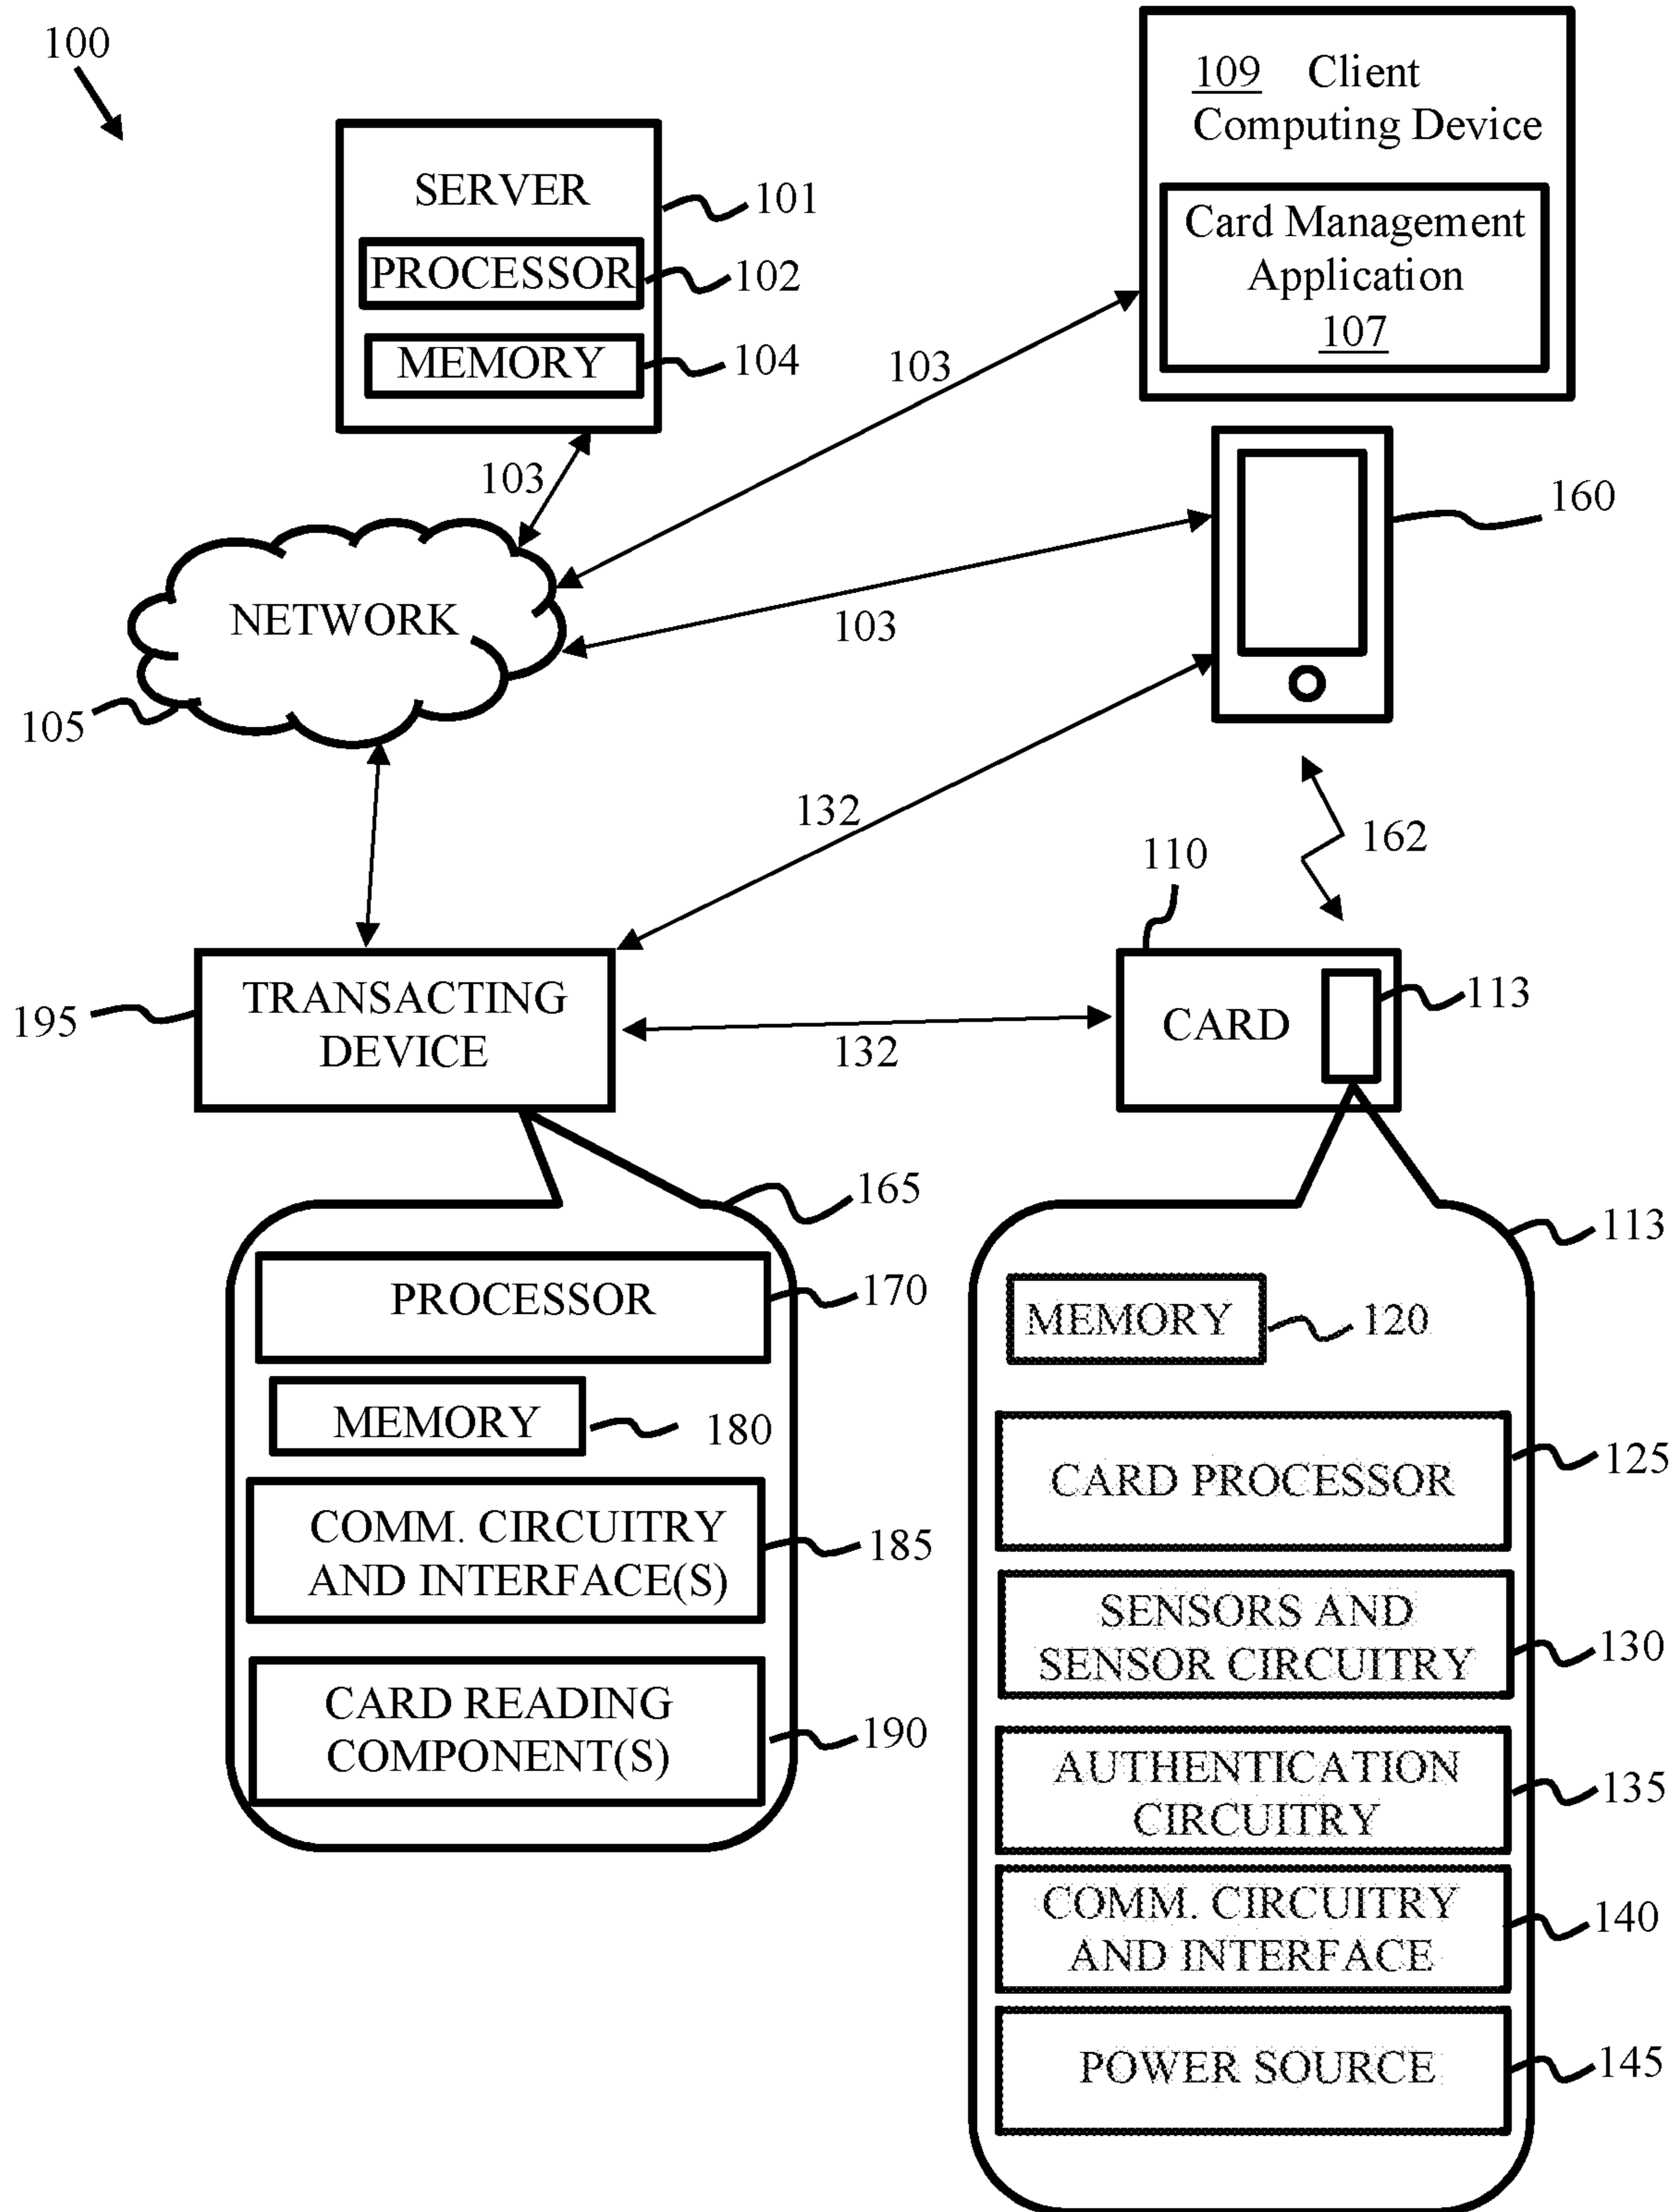 100
109 Client
Computing Device
Card Management
Application
107
SERVER
101
PROCESSOR
102
MEMORY
104
103
103
160
NETWORK
103
105
132
162
110
TRANSACTING
DEVICE
195
132
CARD
113
165
113
PROCESSOR
170
MEMORY
180
COMM. CIRCUITRY
AND INTERFACE(S)
185
CARD READING
COMPONENT(S)
190
MEMORY
120
CARD PROCESSOR
125
SENSORS AND
SENSOR CIRCUITRY
130
AUTHENTICATION
CIRCUITRY
135
COMM. CIRCUITRY
AND INTERFACE
140
POWER SOURCE
145